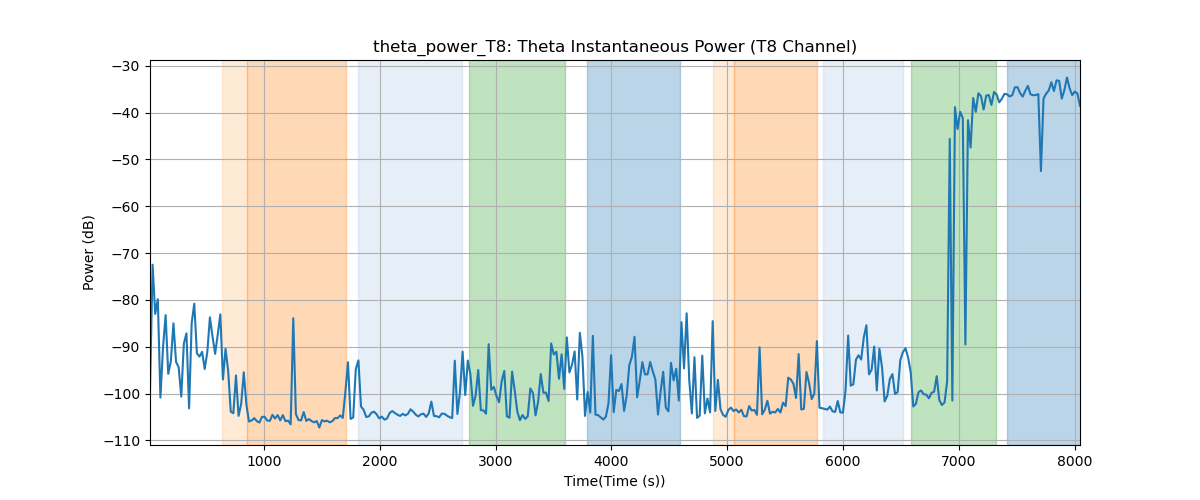 theta_power_T8: Theta Instantaneous Power (T8 Channel)
−30
−40
−50
−60
−70
−80
−90
−100
−110
Power (dB)
1000 2000 3000 4000 5000 6000 7000 8000
Time(Time (s))